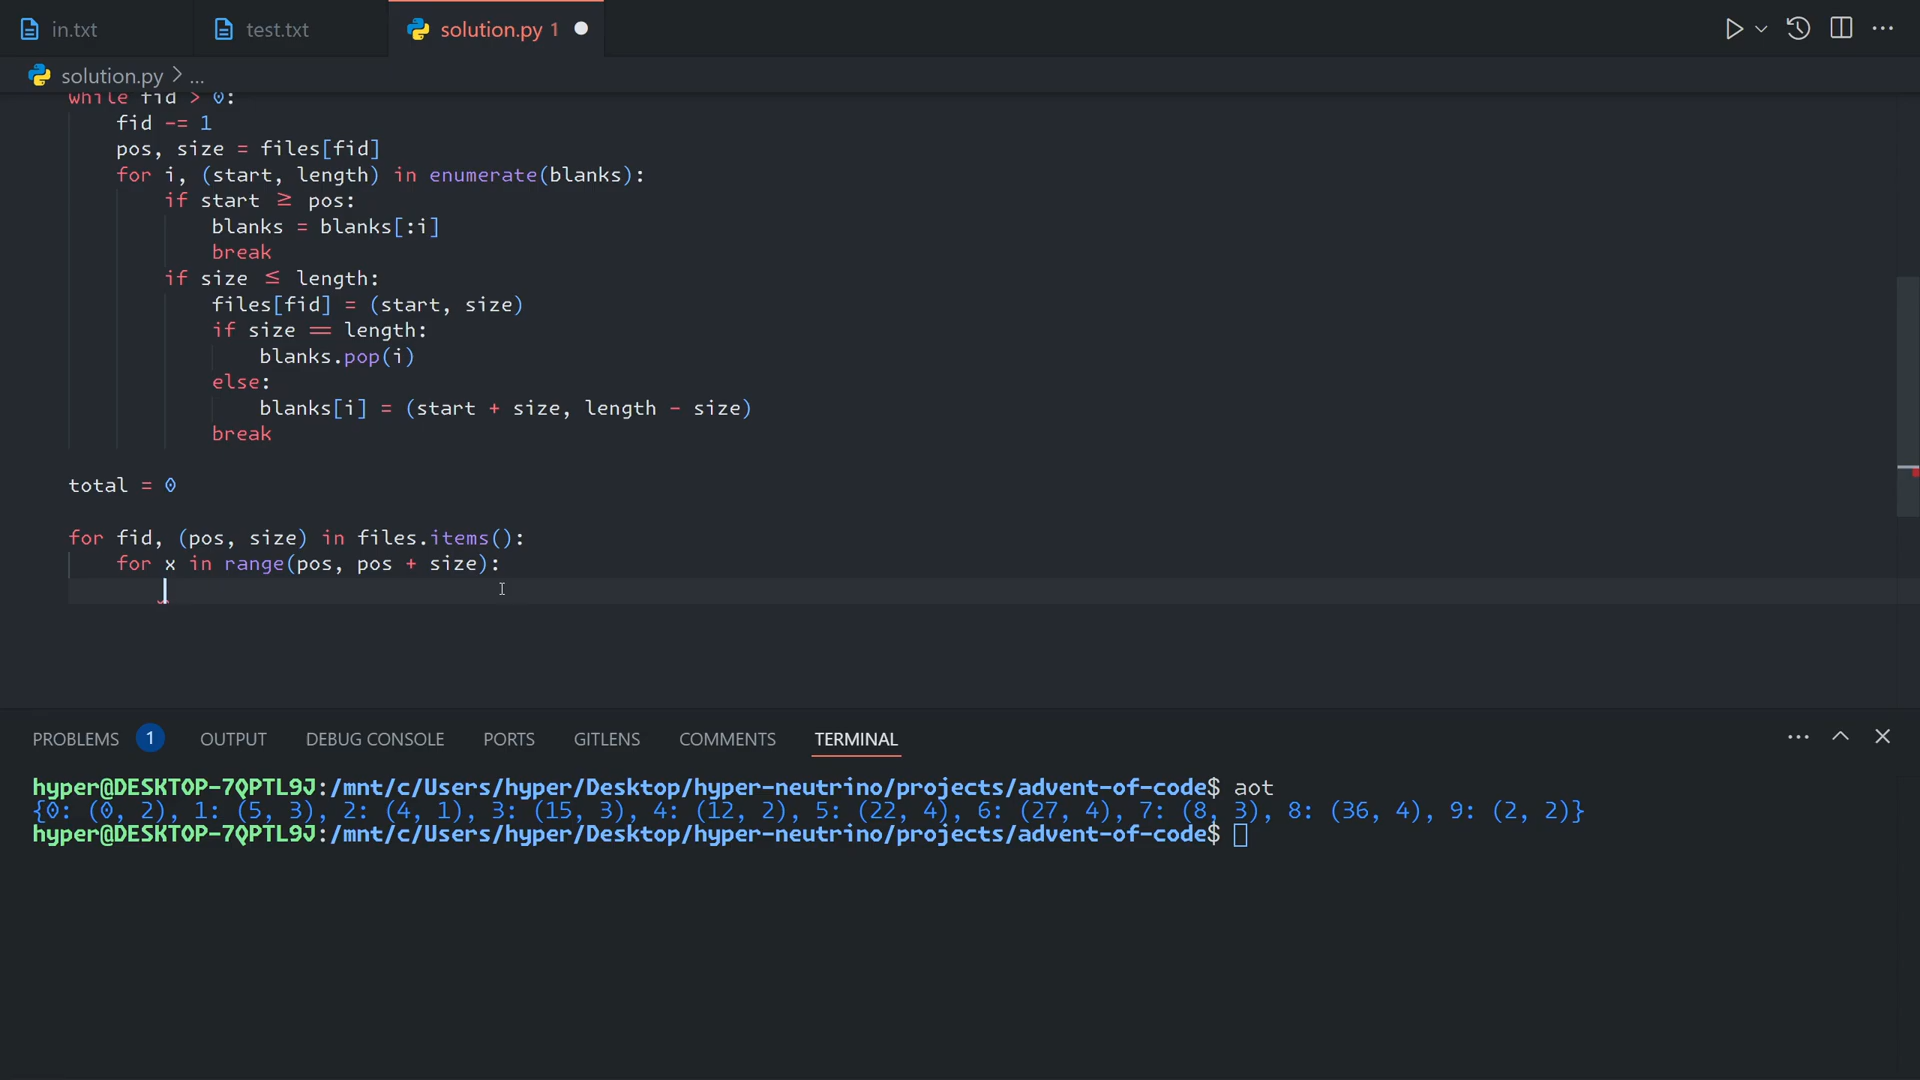 in.txt
test.txt
solution.py 1
solution.py > ...
while fid > 0:
fid -= 1
pos, size = files[fid]
for i, (start, length) in enumerate(blanks):
if start ≥ pos:
blanks = blanks[:i]
break
if size ≤ length:
files[fid] = (start, size)
if size == length:
blanks.pop(i)
else:
blanks[i] = (start + size, length - size)
break
total = 0
for fid, (pos, size) in files.items():
for x in range(pos, pos + size):
PROBLEMS 1 OUTPUT DEBUG CONSOLE PORTS GITLENS COMMENTS TERMINAL
hyper@DESKTOP-7QPTL9J:/mnt/c/Users/hyper/Desktop/hyper-neutrino/projects/advent-of-code$ aot
{0: (0, 2), 1: (5, 3), 2: (4, 1), 3: (15, 3), 4: (12, 2), 5: (22, 4), 6: (27, 4), 7: (8, 3), 8: (36, 4), 9: (2, 2)}
hyper@DESKTOP-7QPTL9J:/mnt/c/Users/hyper/Desktop/hyper-neutrino/projects/advent-of-code$